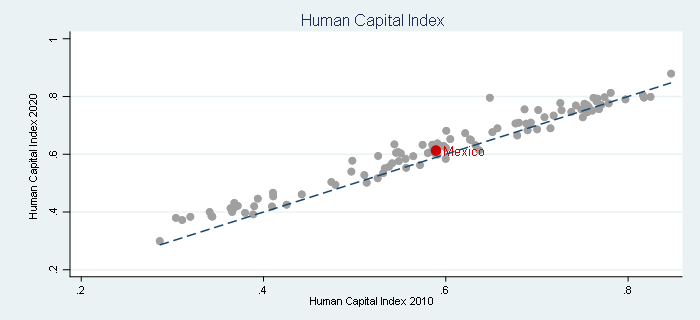 Human Capital Index
Human Capital Index 2020
1
.8
.6
.4
.2
Mexico
.2
.4
.6
.8
Human Capital Index 2010